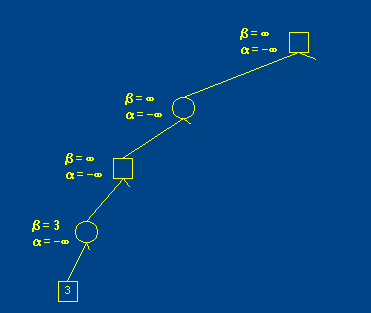 β = ∞
α = −∞
β = ∞
α = −∞
β = ∞
α = −∞
β = 3
α = −∞
3